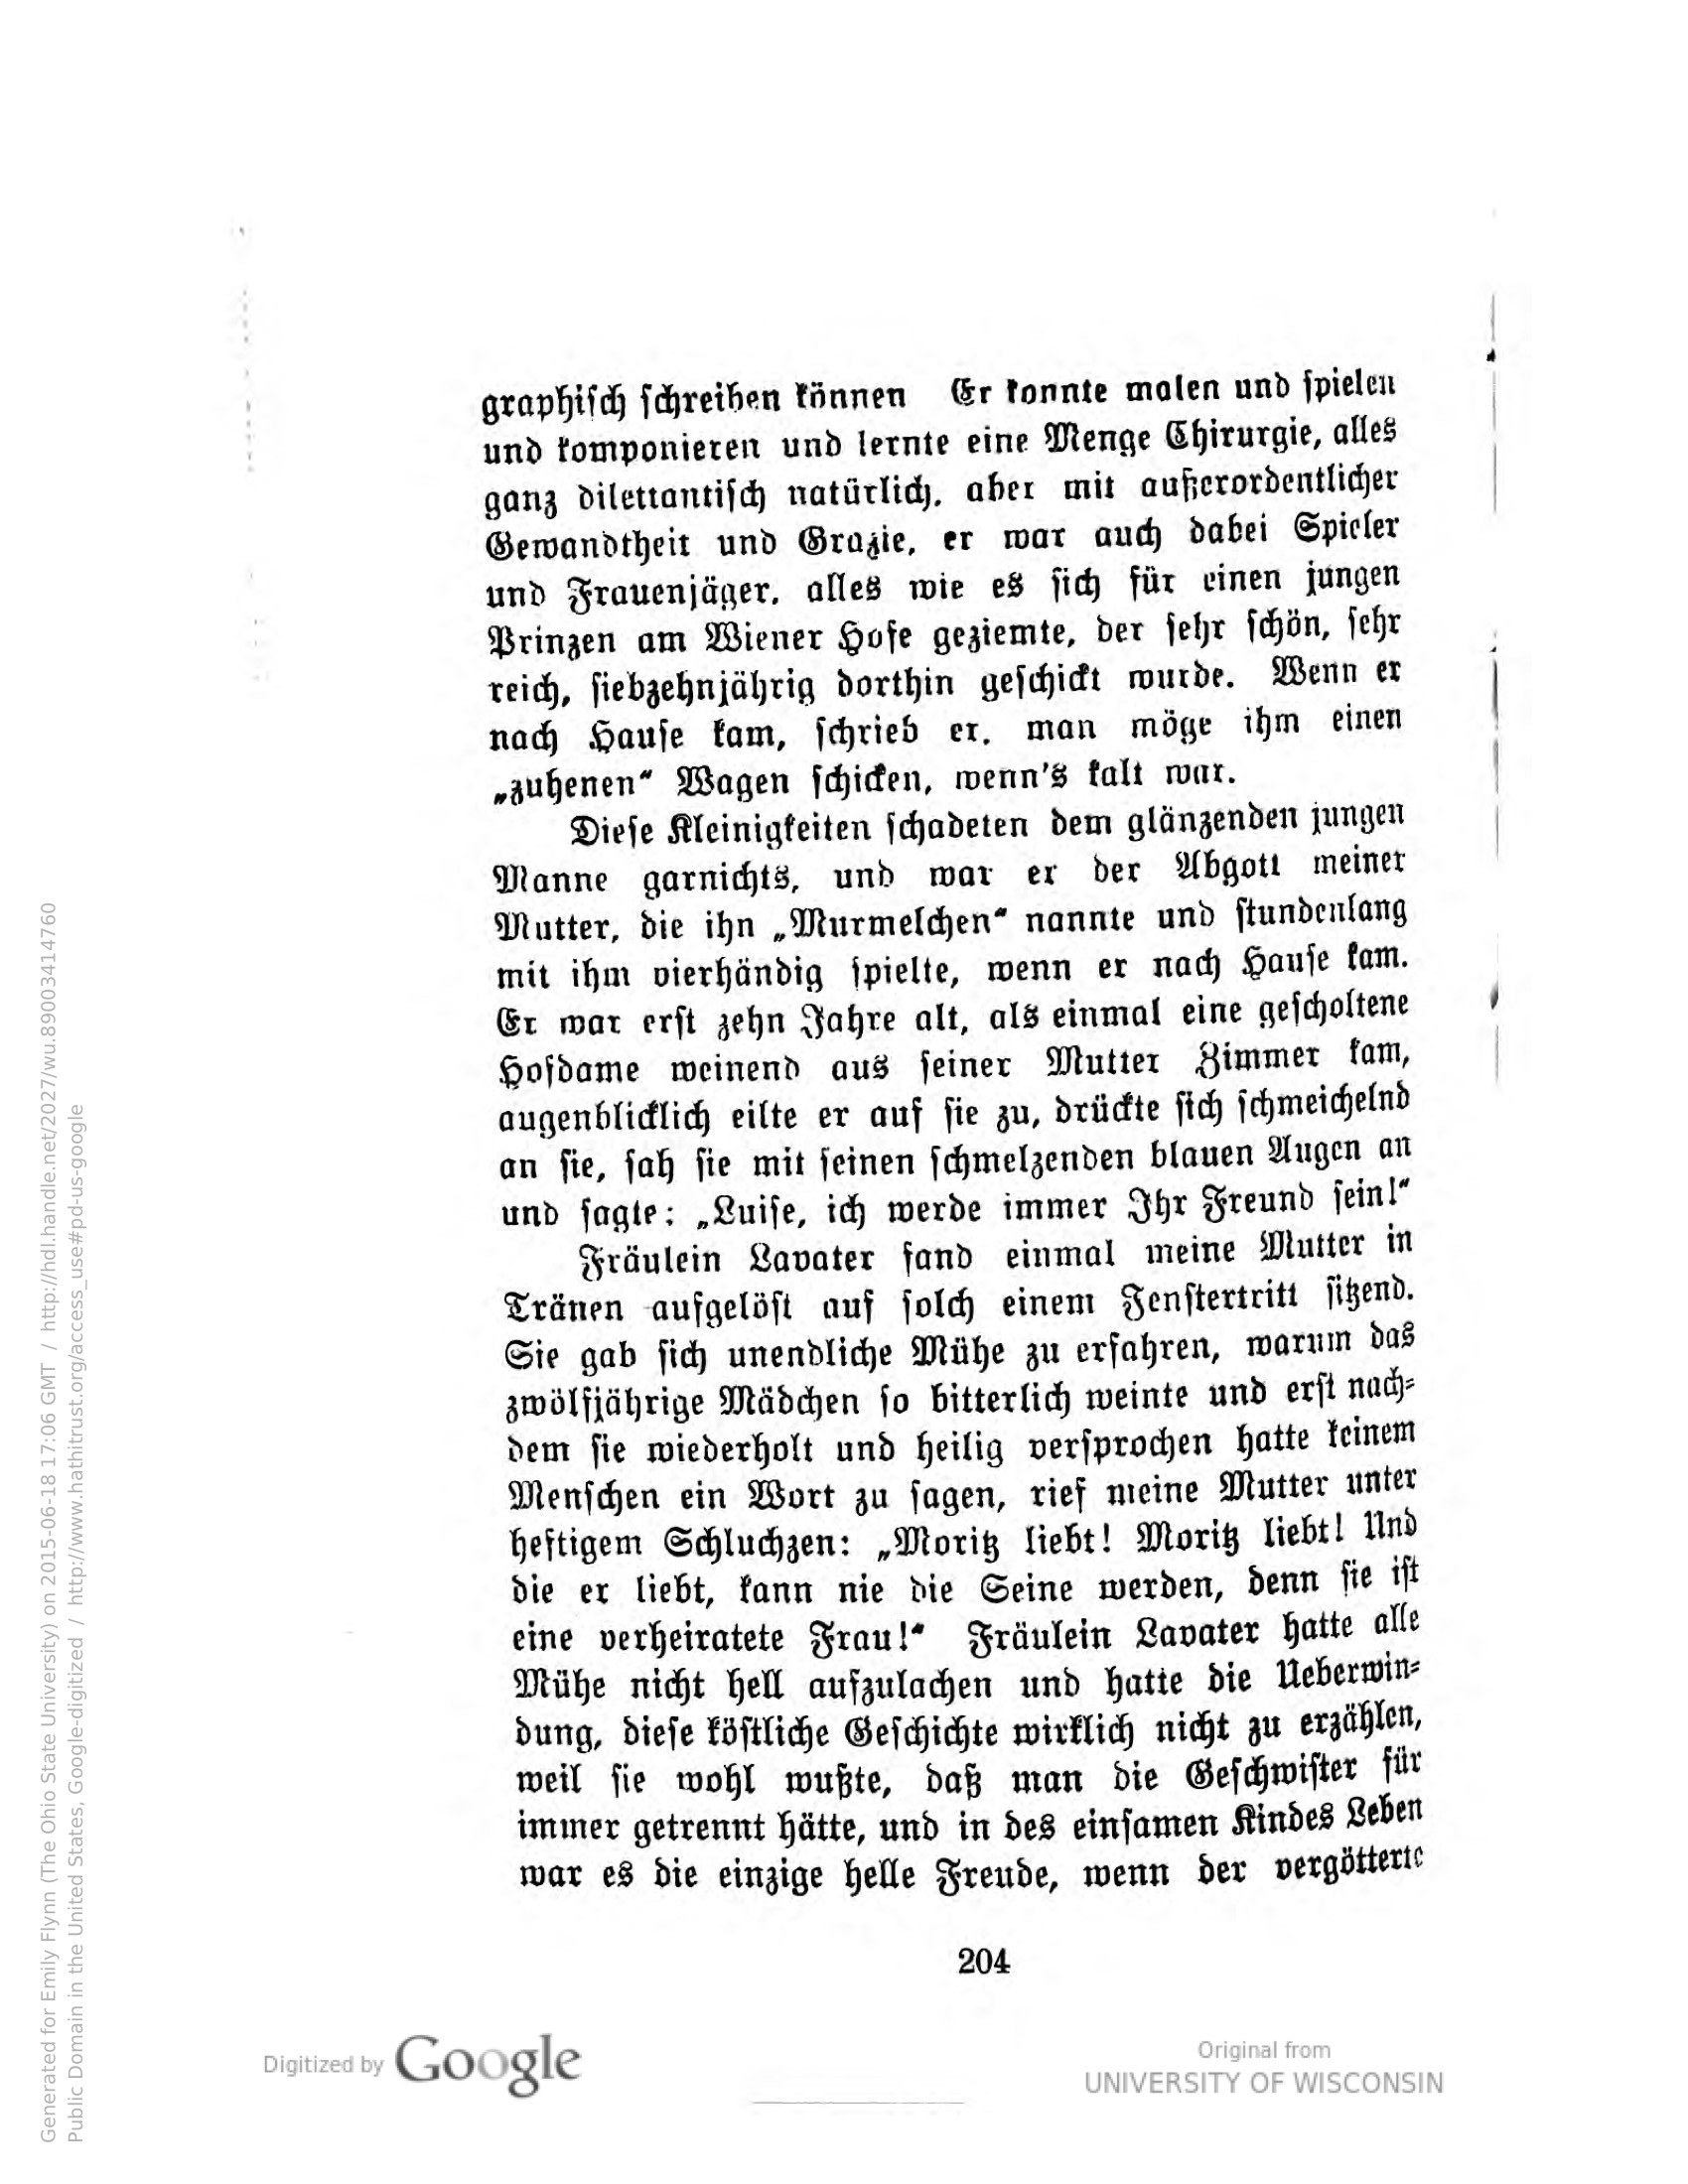 graphisch schreiben können Er konnte malen und spielen
und komponieren und lernte eine Menge Chirurgie, alles
ganz dilettantisch natürlich, aber mit außerordentlicher
Gewandtheit und Grazie, er war auch dabei Spieler
und Frauenjäger, alles wie es sich für einen jungen
Prinzen am Wiener Hofe geziemte, der sehr schön, sehr
reich, siebzehnjährig dorthin geschickt wurde. Wenn er
nach Hause kam, schrieb er, man möge ihm einen
„zuhenen“ Wagen schicken, wenn's kalt war.
Diese Kleinigkeiten schadeten dem glänzenden jungen
Manne garnichts, und war er der Abgott meiner
Mutter, die ihn „Murmelchen“ nannte und stundenlang
mit ihm vierhändig spielte, wenn er nach Hause kam.
Er war erst zehn Jahre alt, als einmal eine gescholtene
Hofdame weinend aus seiner Mutter Zimmer kam,
augenblicklich eilte er auf sie zu, drückte sich schmeichelnd
an sie, sah sie mit seinen schmelzenden blauen Augen an
und sagte: „Luise, ich werde immer Ihr Freund sein!“
Fräulein Lavater fand einmal meine Mutter in
Tränen aufgelöst auf solch einem Fenstertritt sitzend.
Sie gab sich unendliche Mühe zu erfahren, warum das
zwölfjährige Mädchen so bitterlich weinte und erst nach-
dem sie wiederholt und heilig versprochen hatte keinem
Menschen ein Wort zu sagen, rief meine Mutter unter
heftigem Schluchzen: „Moritz liebt! Moritz liebt! Und
die er liebt, kann nie die Seine werden, denn sie ist
eine verheiratete Frau!“ Fräulein Lavater hatte alle
Mühe nicht hell aufzulachen und hatte die Ueberwin-
dung, diese köstliche Geschichte wirklich nicht zu erzählen,
weil sie wohl wußte, daß man die Geschwister für
immer getrennt hätte, und in des einsamen Kindes Leben
war es die einzige helle Freude, wenn der vergötterte
204
Digitized by Google
Original from
UNIVERSITY OF WISCONSIN
Generated for Emily Flynn (The Ohio State University) on 2015-06-18 17:06 GMT / http://hdl.handle.net/2027/wu.89003414760
Public Domain in the United States, Google-digitized / http://www.hathitrust.org/access_use#pd-us-google